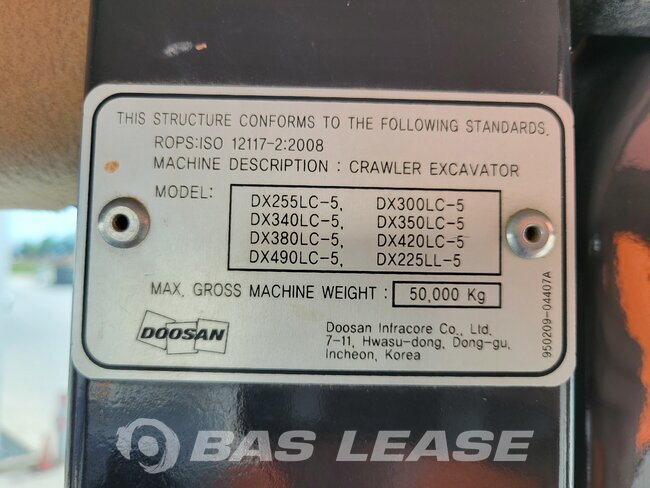 THIS STRUCTURE CONFORMS TO THE FOLLOWING STANDARDS.
ROPS:ISO 12117-2:2008
MACHINE DESCRIPTION : CRAWLER EXCAVATOR
MODEL: DX255LC-5, DX300LC-5
DX340LC-5, DX350LC-5
DX380LC-5, DX420LC-5
DX490LC-5, DX225LL-5
MAX. GROSS MACHINE WEIGHT : 50,000 Kg
DOOSAN
Doosan Infracore Co., Ltd.
7-11, Hwasu-dong, Dong-gu,
Incheon, Korea
950209-04407A
BAS LEASE